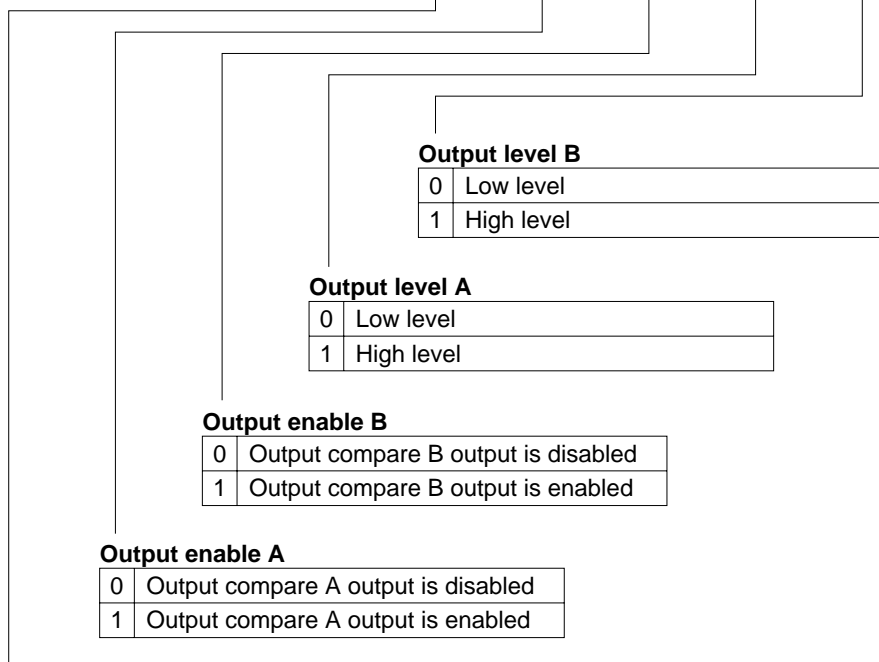 Output level B
0 Low level
1 High level
Output level A
0 Low level
1 High level
Output enable B
0 Output compare B output is disabled
1 Output compare B output is enabled
Output enable A
0 Output compare A output is disabled
1 Output compare A output is enabled